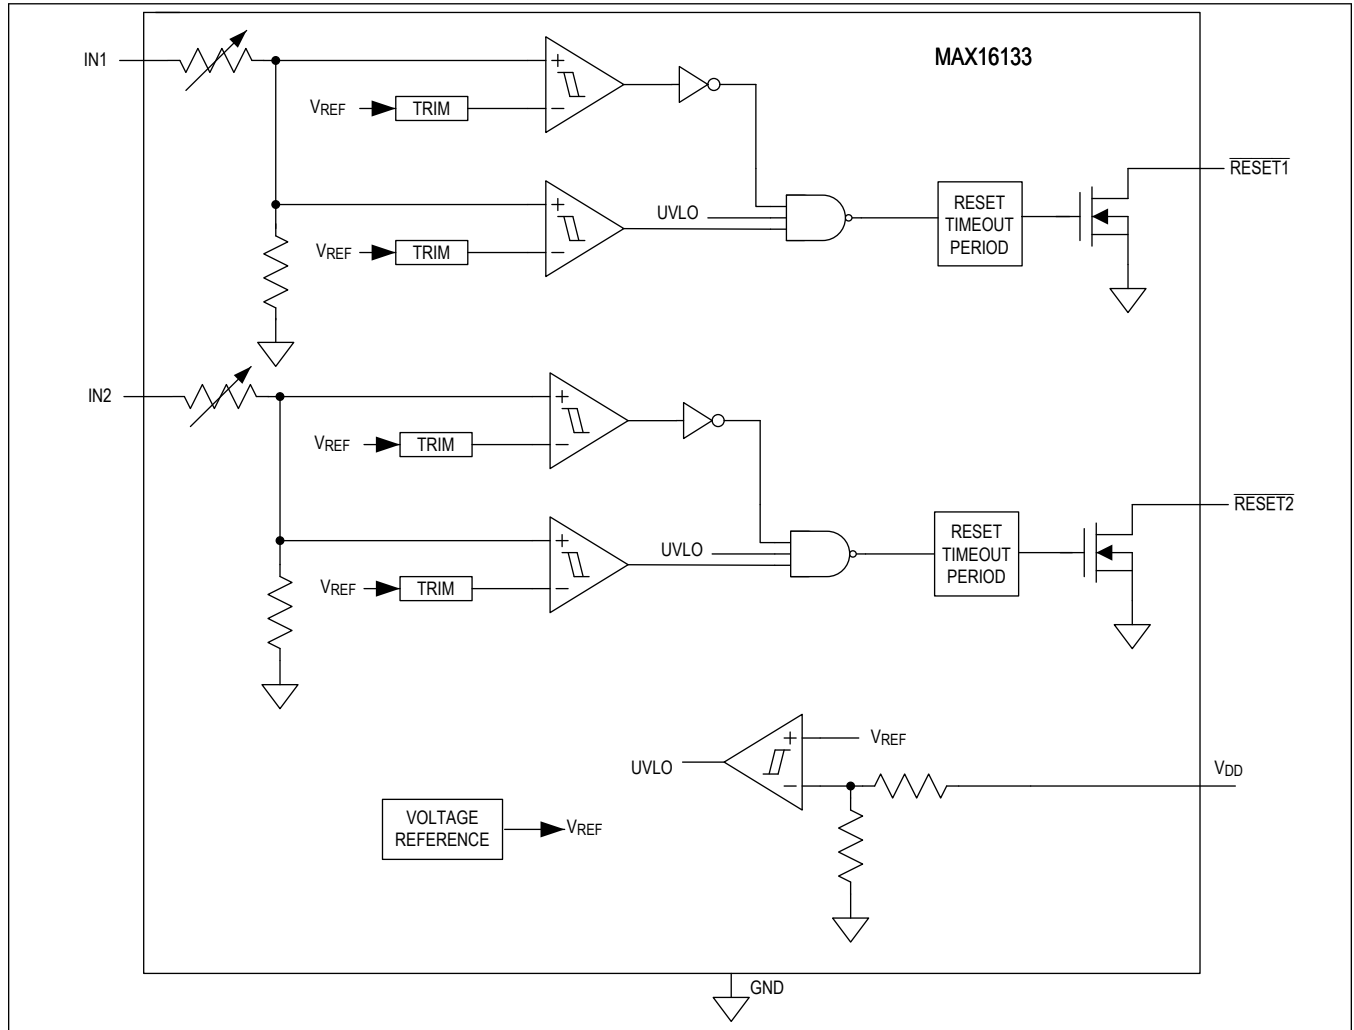 MAX16133
IN1
+
VREF
TRIM
−
RESET1
+
UVLO
VREF
TRIM
−
RESET
TIMEOUT
PERIOD
IN2
+
VREF
TRIM
−
RESET2
+
UVLO
VREF
TRIM
−
RESET
TIMEOUT
PERIOD
+
VREF
UVLO
−
VDD
VOLTAGE
REFERENCE
VREF
GND